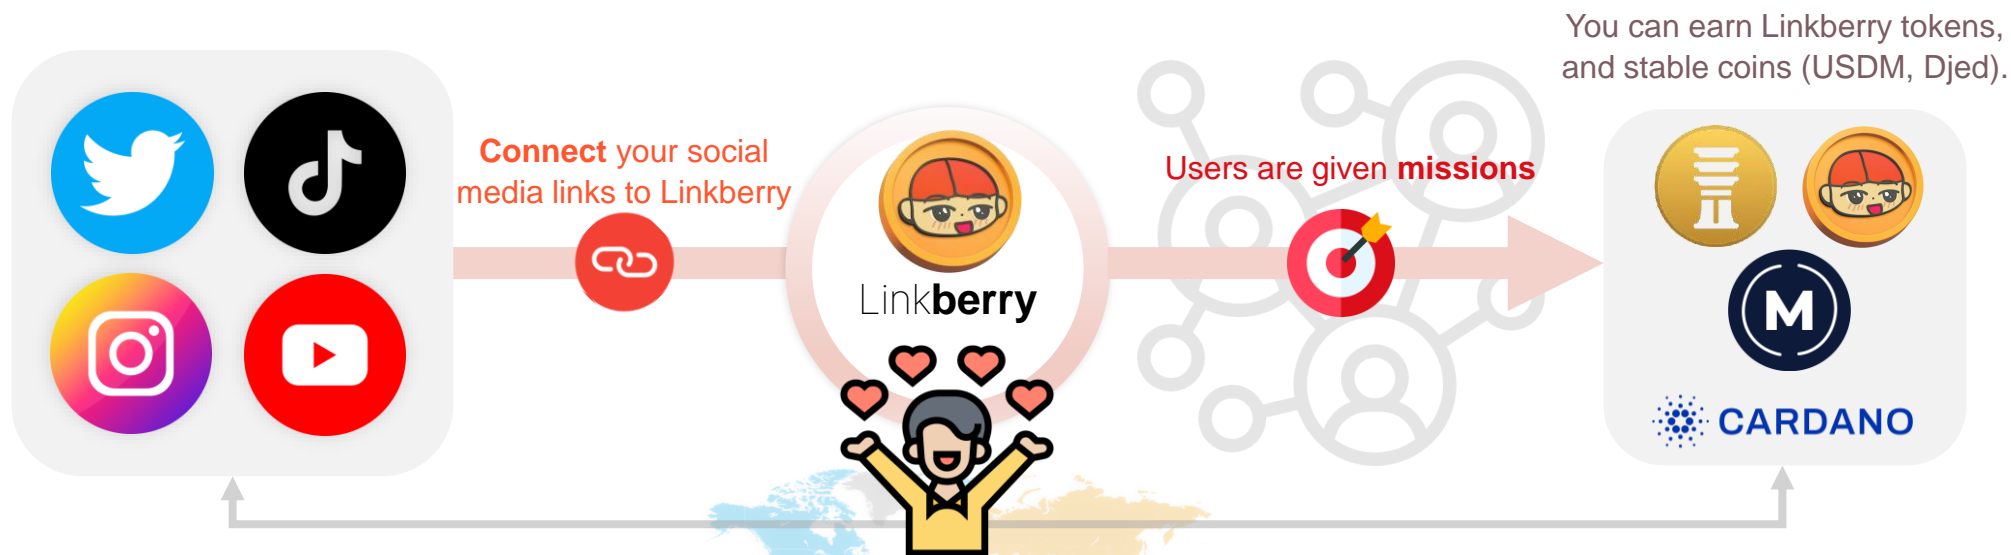 You can earn Linkberry tokens,
and stable coins (USDM, Djed).
Connect your social
media links to Linkberry
Users are given missions
Linkberry
M
CARDANO